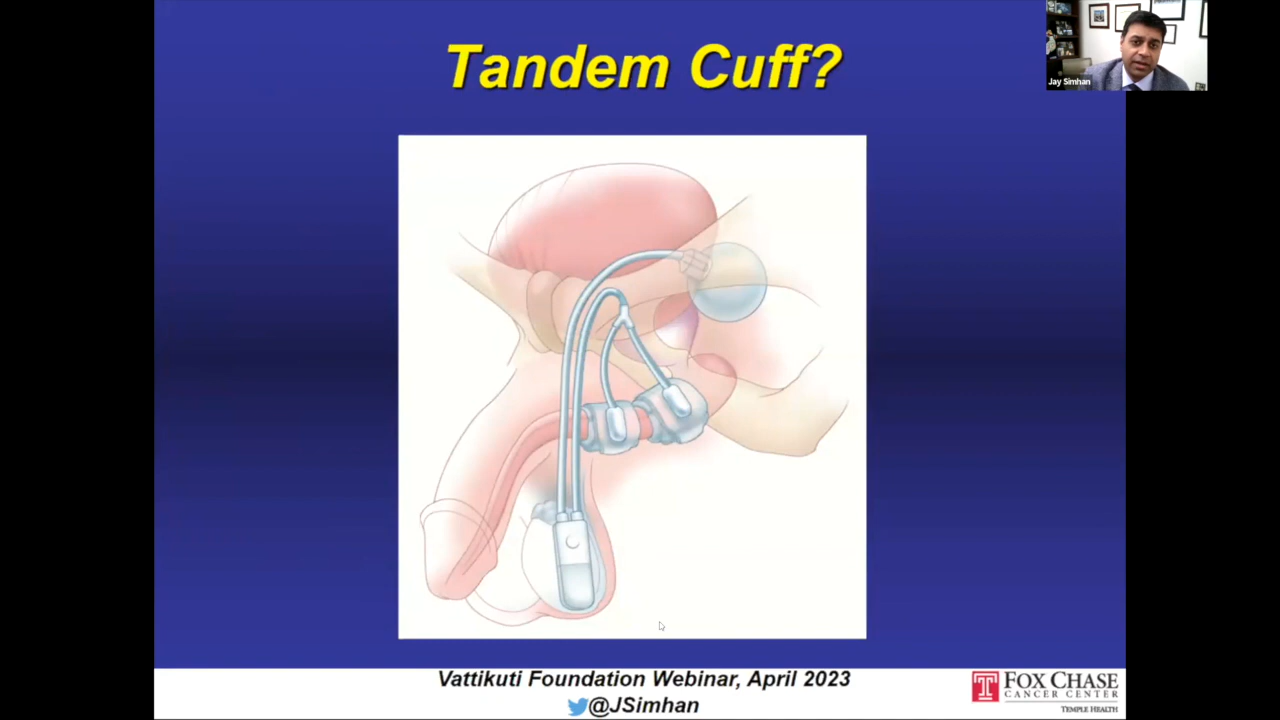 Tandem Cuff?
Jay Simhan
Vattikuti Foundation Webinar, April 2023
@JSimhan
T
FOX CHASE
CANCER CENTER
TEMPLE HEALTH